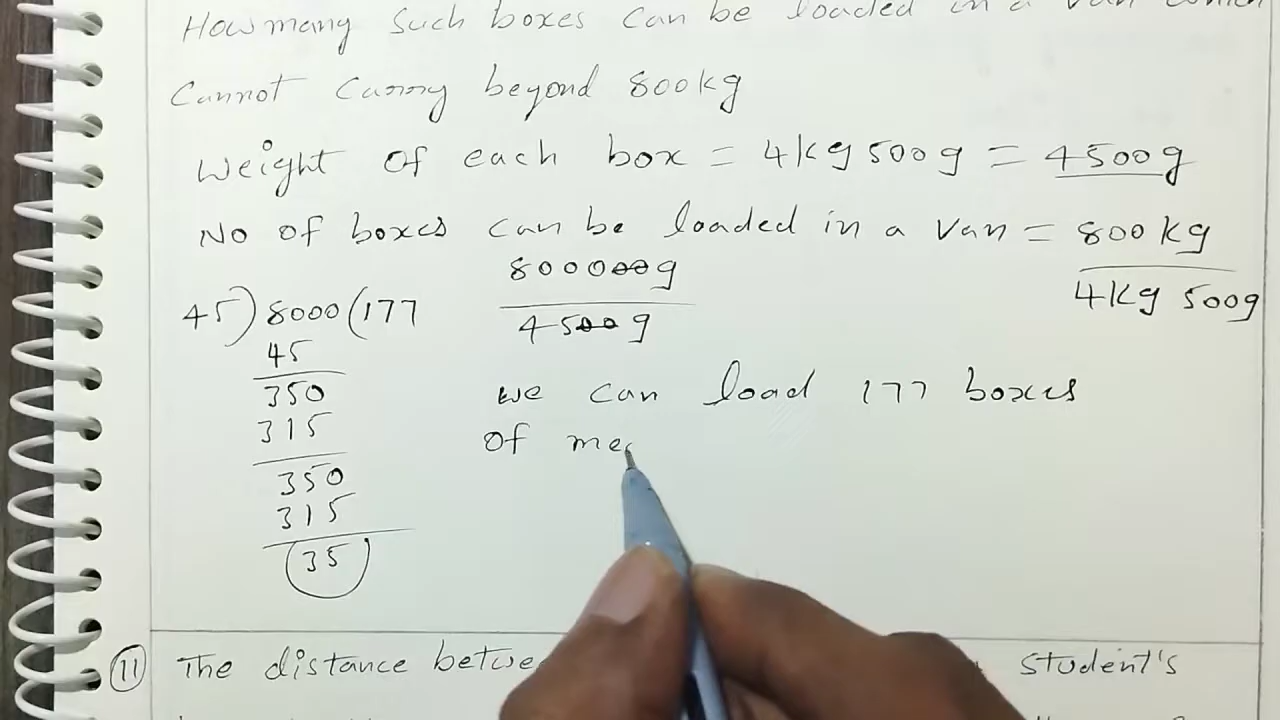 How many such boxes can be loaded in a van which
Cannot Carry beyond 800kg
Weight of each box = 4kg 500g = 4500g
No of boxes can be loaded in a van = 800kg
4kg 500g
800000g
4500g
45)8000(177
45
350
315
350
315
35
we can load 177 boxes
of me
11 The distance betwe student's